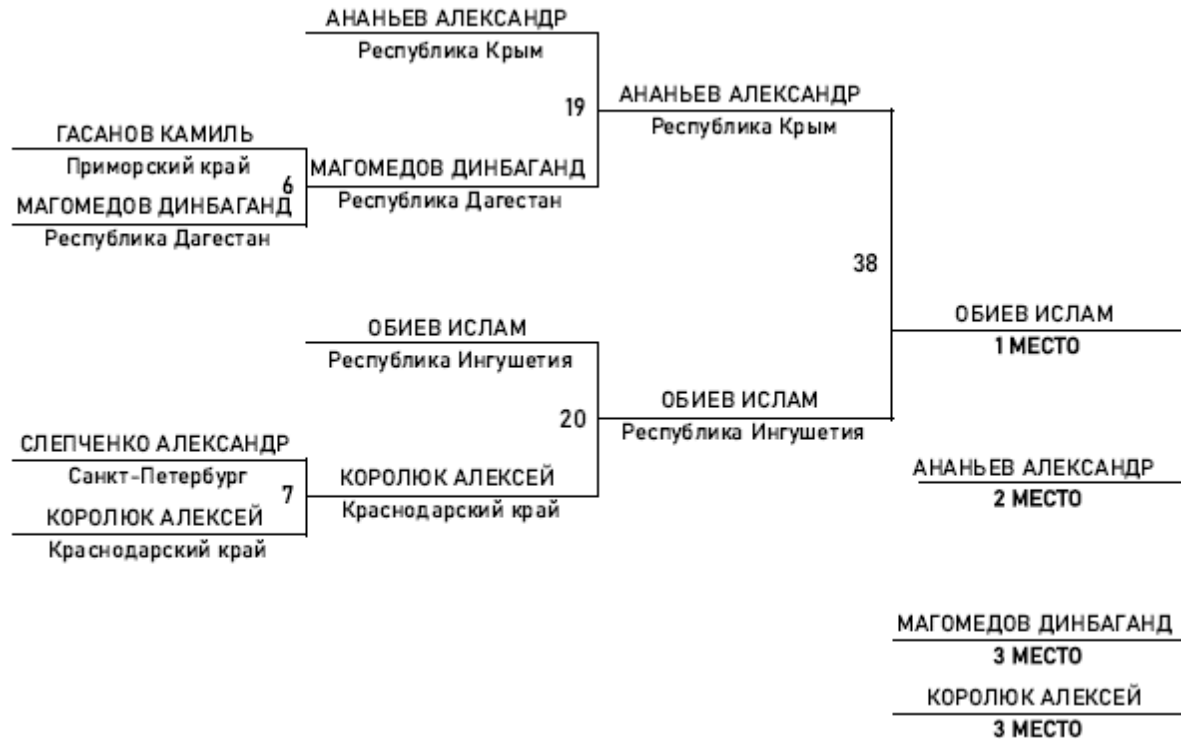 АНАНЬЕВ АЛЕКСАНДР
Республика Крым
19
АНАНЬЕВ АЛЕКСАНДР
Республика Крым
ГАСАНОВ КАМИЛЬ
Приморский край
6
МАГОМЕДОВ ДИНБАГАНД
Республика Дагестан
МАГОМЕДОВ ДИНБАГАНД
Республика Дагестан
38
ОБИЕВ ИСЛАМ
1 МЕСТО
ОБИЕВ ИСЛАМ
Республика Ингушетия
20
ОБИЕВ ИСЛАМ
Республика Ингушетия
СЛЕПЧЕНКО АЛЕКСАНДР
Санкт-Петербург
7
КОРОЛЮК АЛЕКСЕЙ
Краснодарский край
КОРОЛЮК АЛЕКСЕЙ
Краснодарский край
АНАНЬЕВ АЛЕКСАНДР
2 МЕСТО
МАГОМЕДОВ ДИНБАГАНД
3 МЕСТО
КОРОЛЮК АЛЕКСЕЙ
3 МЕСТО